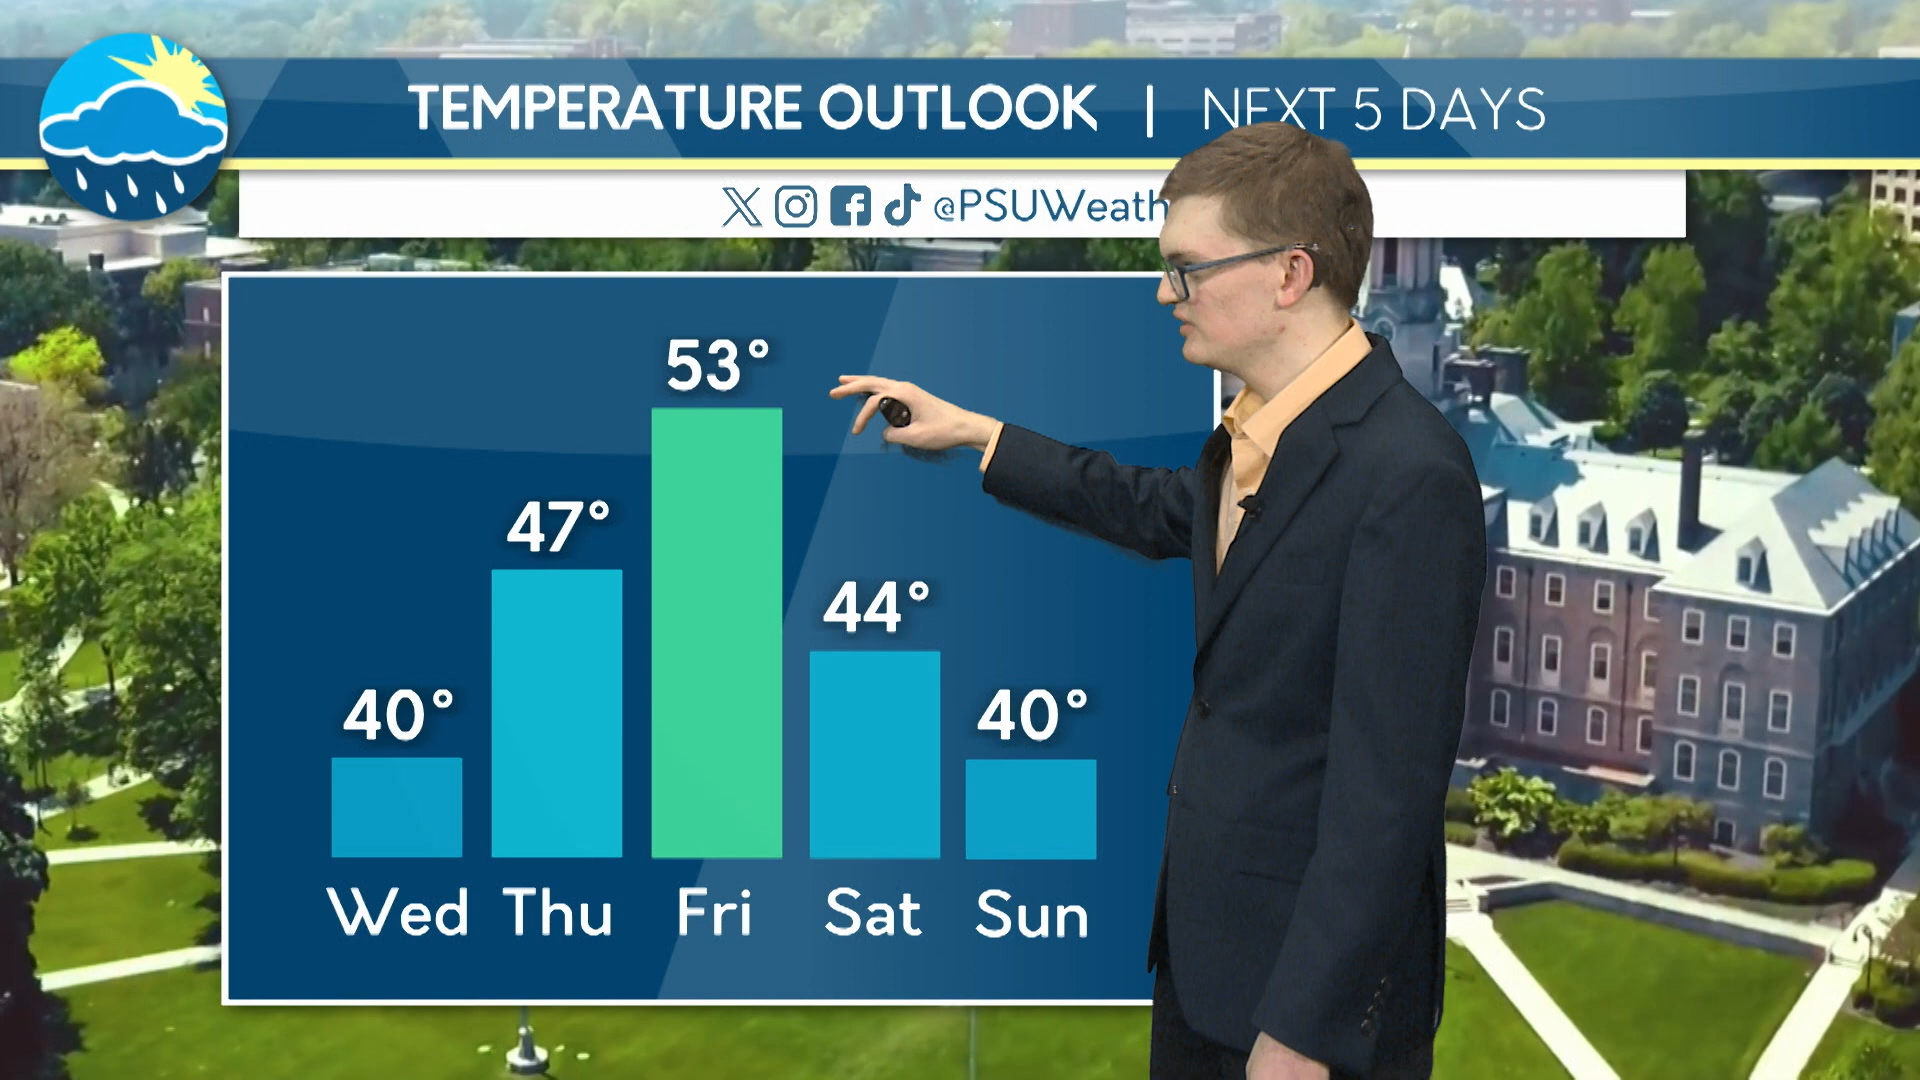 TEMPERATURE OUTLOOK | NEXT 5 DAYS
@PSUWeath
53°
47°
44°
40°
40°
Wed Thu Fri Sat Sun